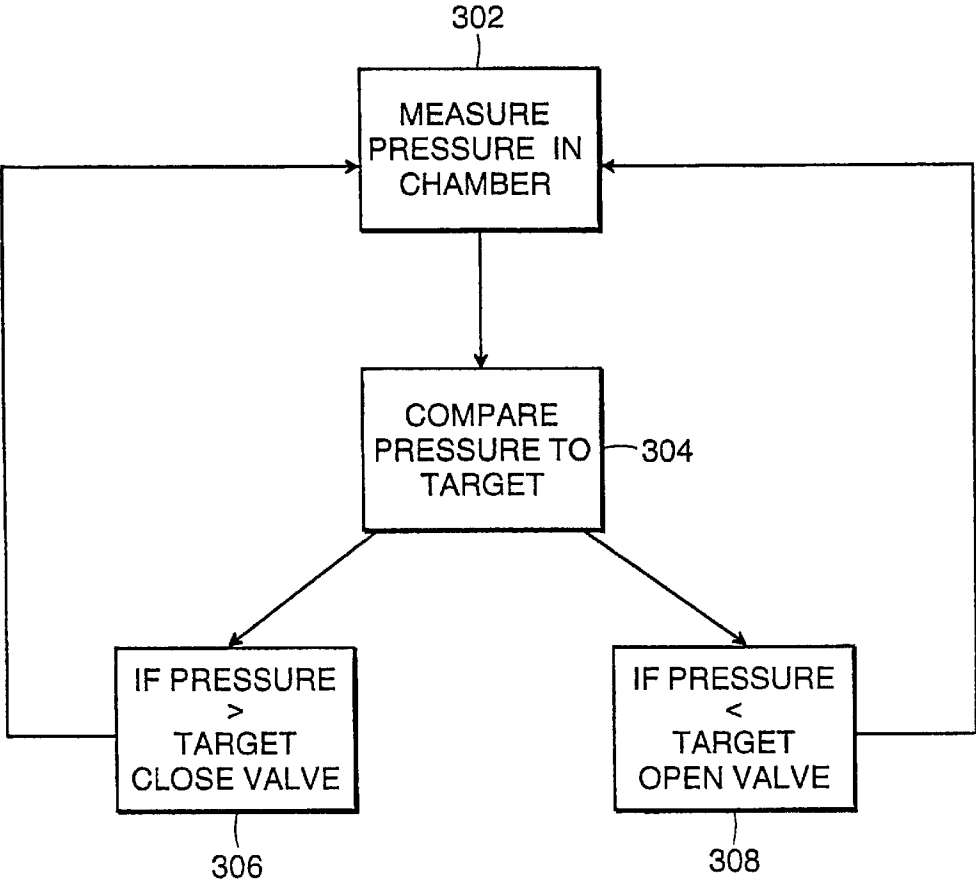 302
MEASURE
PRESSURE IN
CHAMBER
COMPARE
PRESSURE TO
TARGET
304
IF PRESSURE
>
TARGET
CLOSE VALVE
306
IF PRESSURE
<
TARGET
OPEN VALVE
308